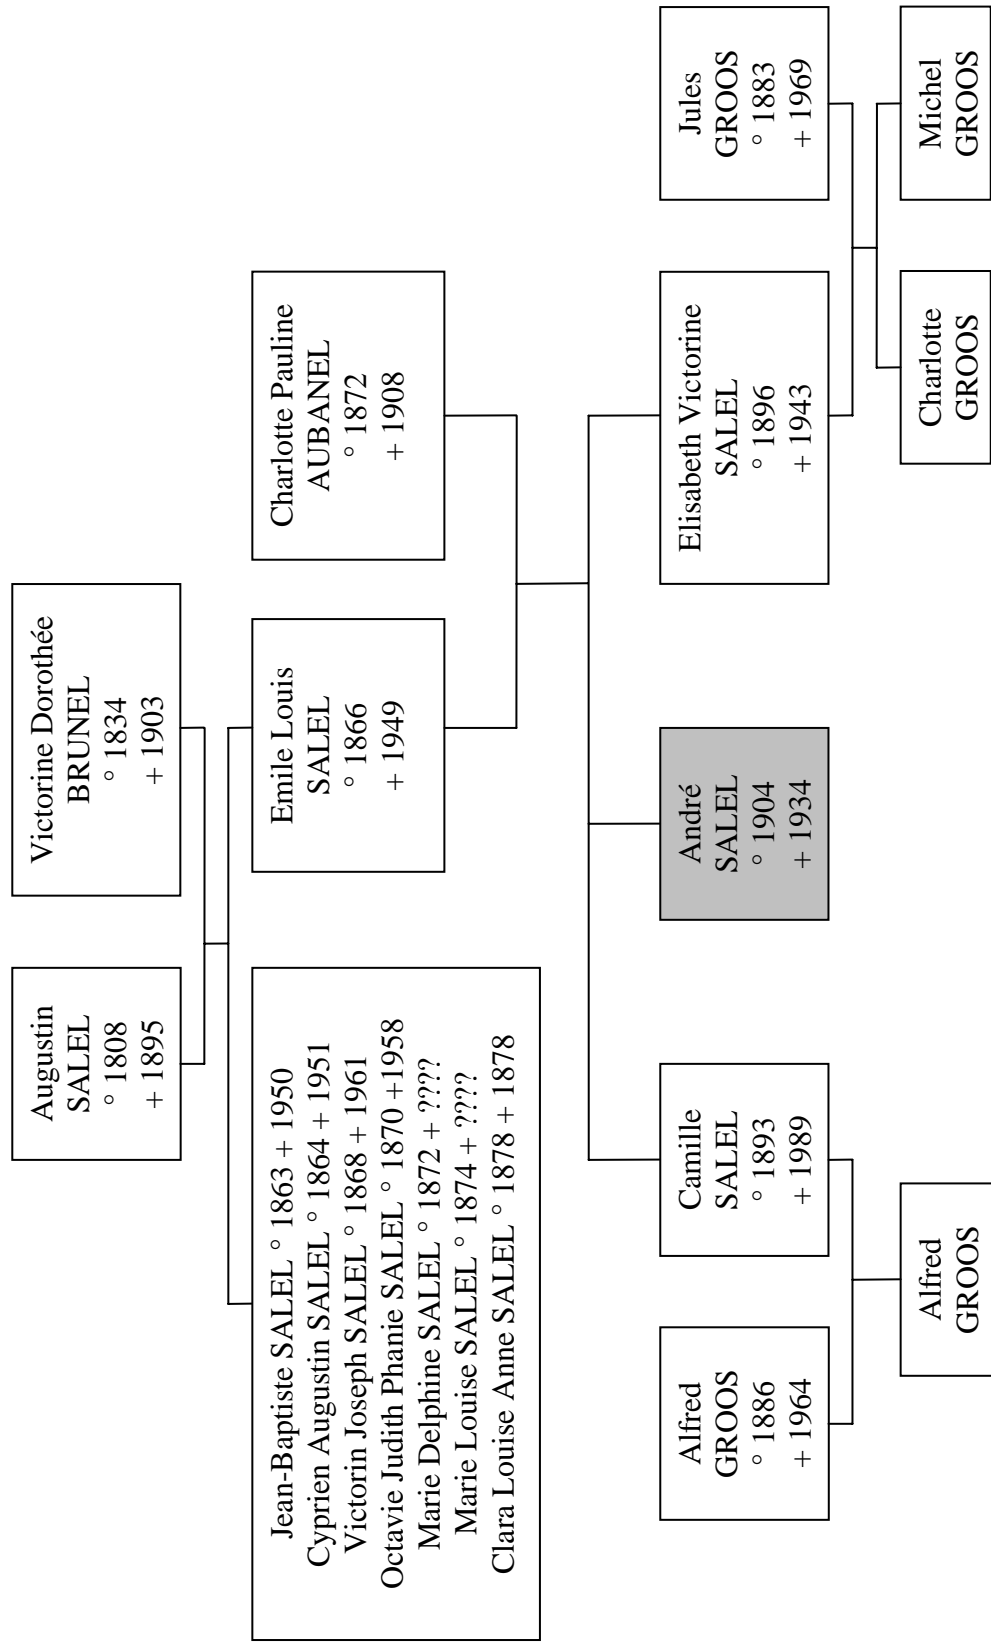 Augustin
SALEL
° 1808
+ 1895
Victorine Dorothée
BRUNEL
° 1834
+ 1903
Jean-Baptiste SALEL ° 1863 + 1950
Cyprien Augustin SALEL ° 1864 + 1951
Victorin Joseph SALEL ° 1868 + 1961
Octavie Judith Phanie SALEL ° 1870 +1958
Marie Delphine SALEL ° 1872 + ????
Marie Louise SALEL ° 1874 + ????
Clara Louise Anne SALEL ° 1878 + 1878
Emile Louis
SALEL
° 1866
+ 1949
Charlotte Pauline
AUBANEL
° 1872
+ 1908
Alfred
GROOS
° 1886
+ 1964
Camille
SALEL
° 1893
+ 1989
André
SALEL
° 1904
+ 1934
Elisabeth Victorine
SALEL
° 1896
+ 1943
Jules
GROOS
° 1883
+ 1969
Alfred
GROOS
Charlotte
GROOS
Michel
GROOS